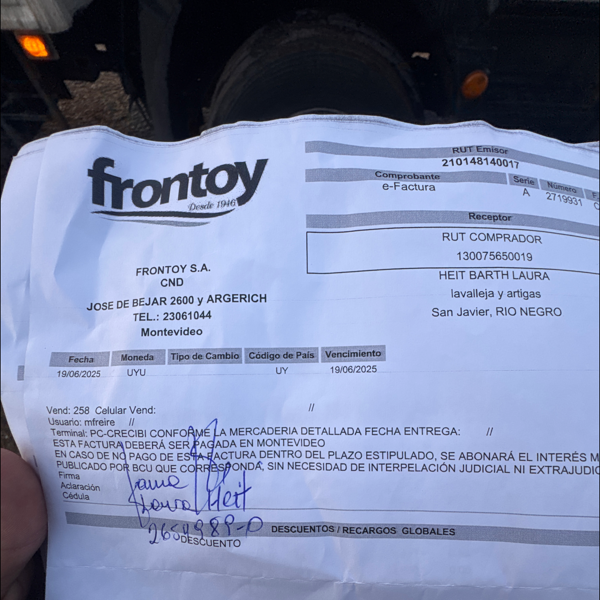 frontoy
Desde 1946
RUT Emisor
210148140017
Comprobante Serie Número
e-Factura A 2719931
Receptor
RUT COMPRADOR
130075650019
HEIT BARTH LAURA
lavalleja y artigas
San Javier, RIO NEGRO
FRONTOY S.A.
CND
JOSE DE BEJAR 2600 y ARGERICH
TEL.: 23061044
Montevideo
Fecha Moneda Tipo de Cambio Código de País Vencimiento
19/06/2025 UYU UY 19/06/2025
Vend: 258 Celular Vend: //
Usuario: mfreire //
Terminal: PC-CRECIBI CONFORME LA MERCADERIA DETALLADA FECHA ENTREGA: //
ESTA FACTURA DEBERÁ SER PAGADA EN MONTEVIDEO
EN CASO DE NO PAGO DE ESTA FACTURA DENTRO DEL PLAZO ESTIPULADO, SE ABONARÁ EL INTERÉS M
PUBLICADO POR BCU QUE CORRESPONDA, SIN NECESIDAD DE INTERPELACIÓN JUDICIAL NI EXTRAJUDIC
Firma
Aclaración Laura Heit
Cédula
DESCUENTOS / RECARGOS GLOBALES
DESCUENTO